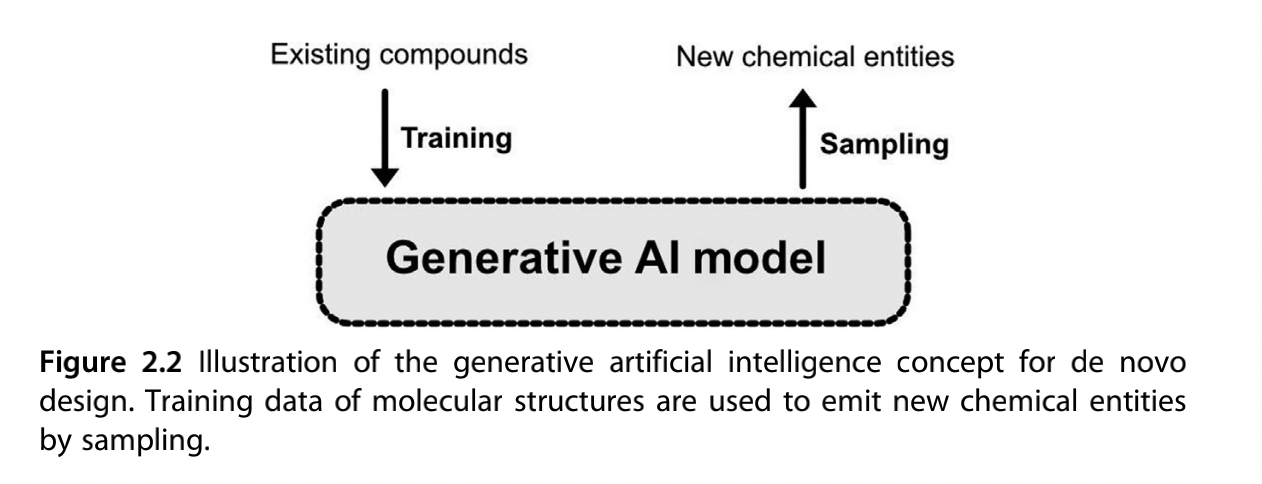 Existing compounds
New chemical entities
Training
Sampling
Generative AI model
Figure 2.2 Illustration of the generative artificial intelligence concept for de novo
design. Training data of molecular structures are used to emit new chemical entities
by sampling.